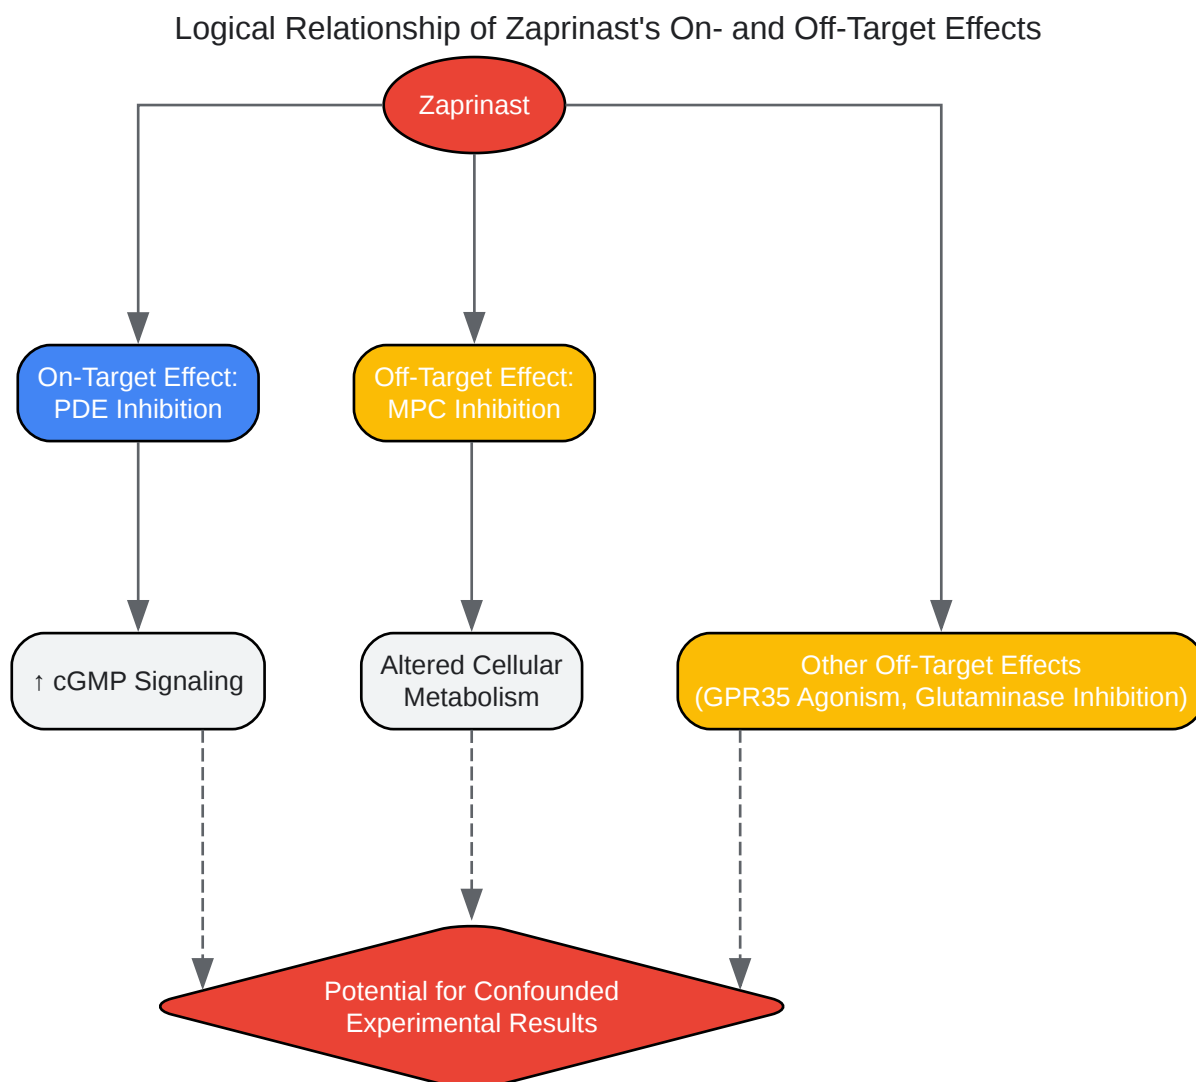 Logical Relationship of Zaprinast's On- and Off-Target Effects
Zaprinast
On-Target Effect:
PDE Inhibition
Off-Target Effect:
MPC Inhibition
↑ cGMP Signaling
Altered Cellular
Metabolism
Other Off-Target Effects
(GPR35 Agonism, Glutaminase Inhibition)
Potential for Confounded
Experimental Results